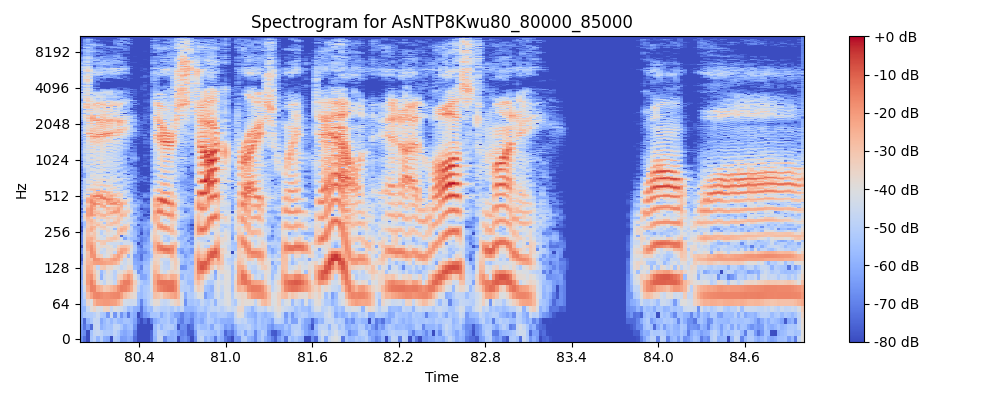 Spectrogram for AsNTP8Kwu80_80000_85000
8192
4096
2048
1024
512
256
128
64
0
Hz
80.4 81.0 81.6 82.2 82.8 83.4 84.0 84.6
Time
+0 dB
-10 dB
-20 dB
-30 dB
-40 dB
-50 dB
-60 dB
-70 dB
-80 dB